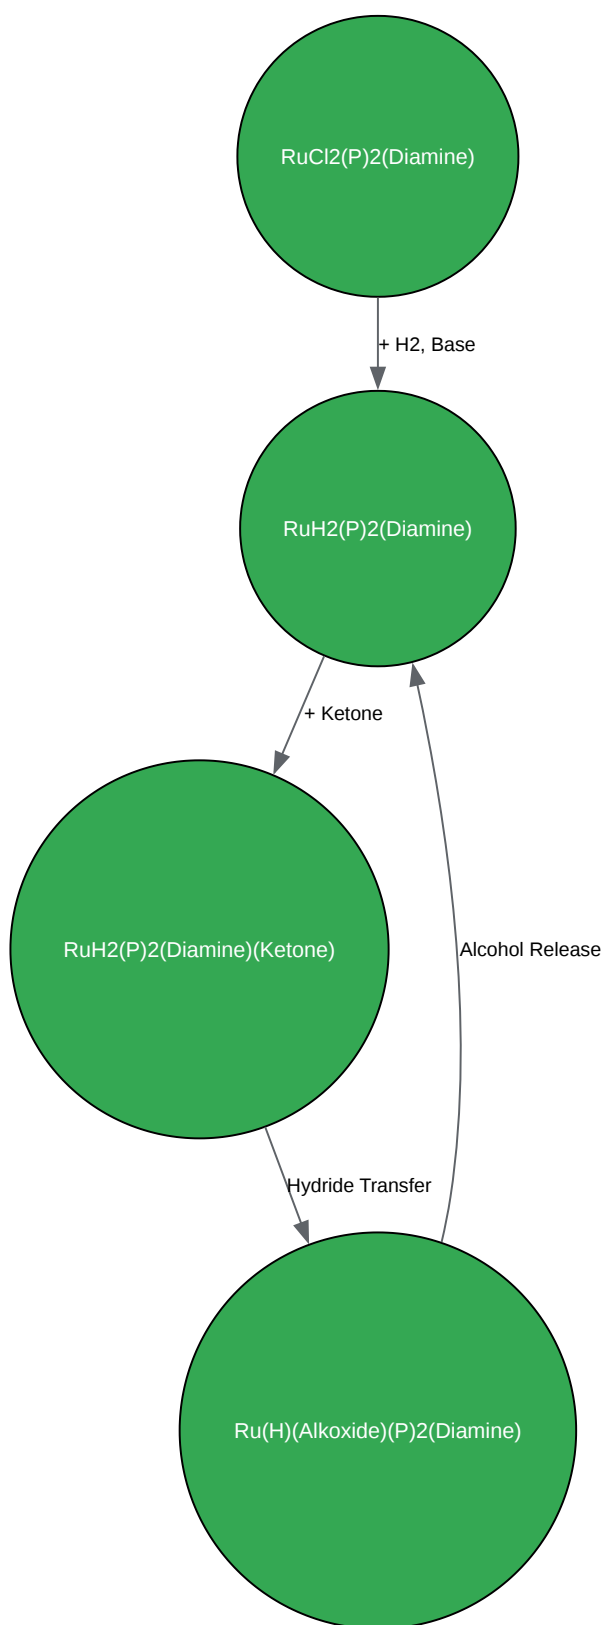 RuCl2(P)2(Diamine)
+ H2, Base
RuH2(P)2(Diamine)
+ Ketone
RuH2(P)2(Diamine)(Ketone)
Alcohol Release
Hydride Transfer
Ru(H)(Alkoxide)(P)2(Diamine)